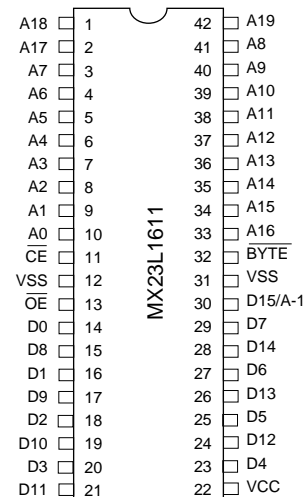 A18 1 42 A19
A17 2 41 A8
A7 3 40 A9
A6 4 39 A10
A5 5 38 A11
A4 6 37 A12
A3 7 36 A13
A2 8 35 A14
A1 9 34 A15
A0 10 33 A16
CE 11 32 BYTE
VSS 12 31 VSS
OE 13 30 D15/A-1
D0 14 29 D7
D8 15 28 D14
D1 16 27 D6
D9 17 26 D13
D2 18 25 D5
D10 19 24 D12
D3 20 23 D4
D11 21 22 VCC
MX23L1611